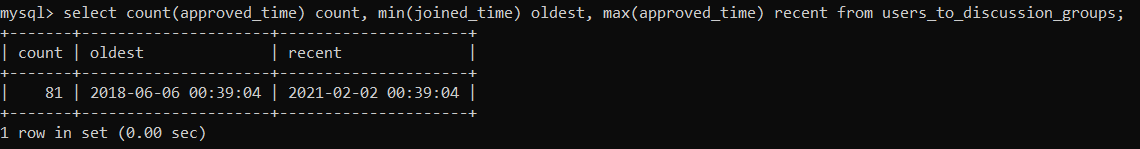 mysql> select count(approved_time) count, min(joined_time) oldest, max(approved_time) recent from users_to_discussion_groups;
+-------+---------------------+---------------------+
| count | oldest              | recent              |
+-------+---------------------+---------------------+
|    81 | 2018-06-06 00:39:04 | 2021-02-02 00:39:04 |
+-------+---------------------+---------------------+
1 row in set (0.00 sec)